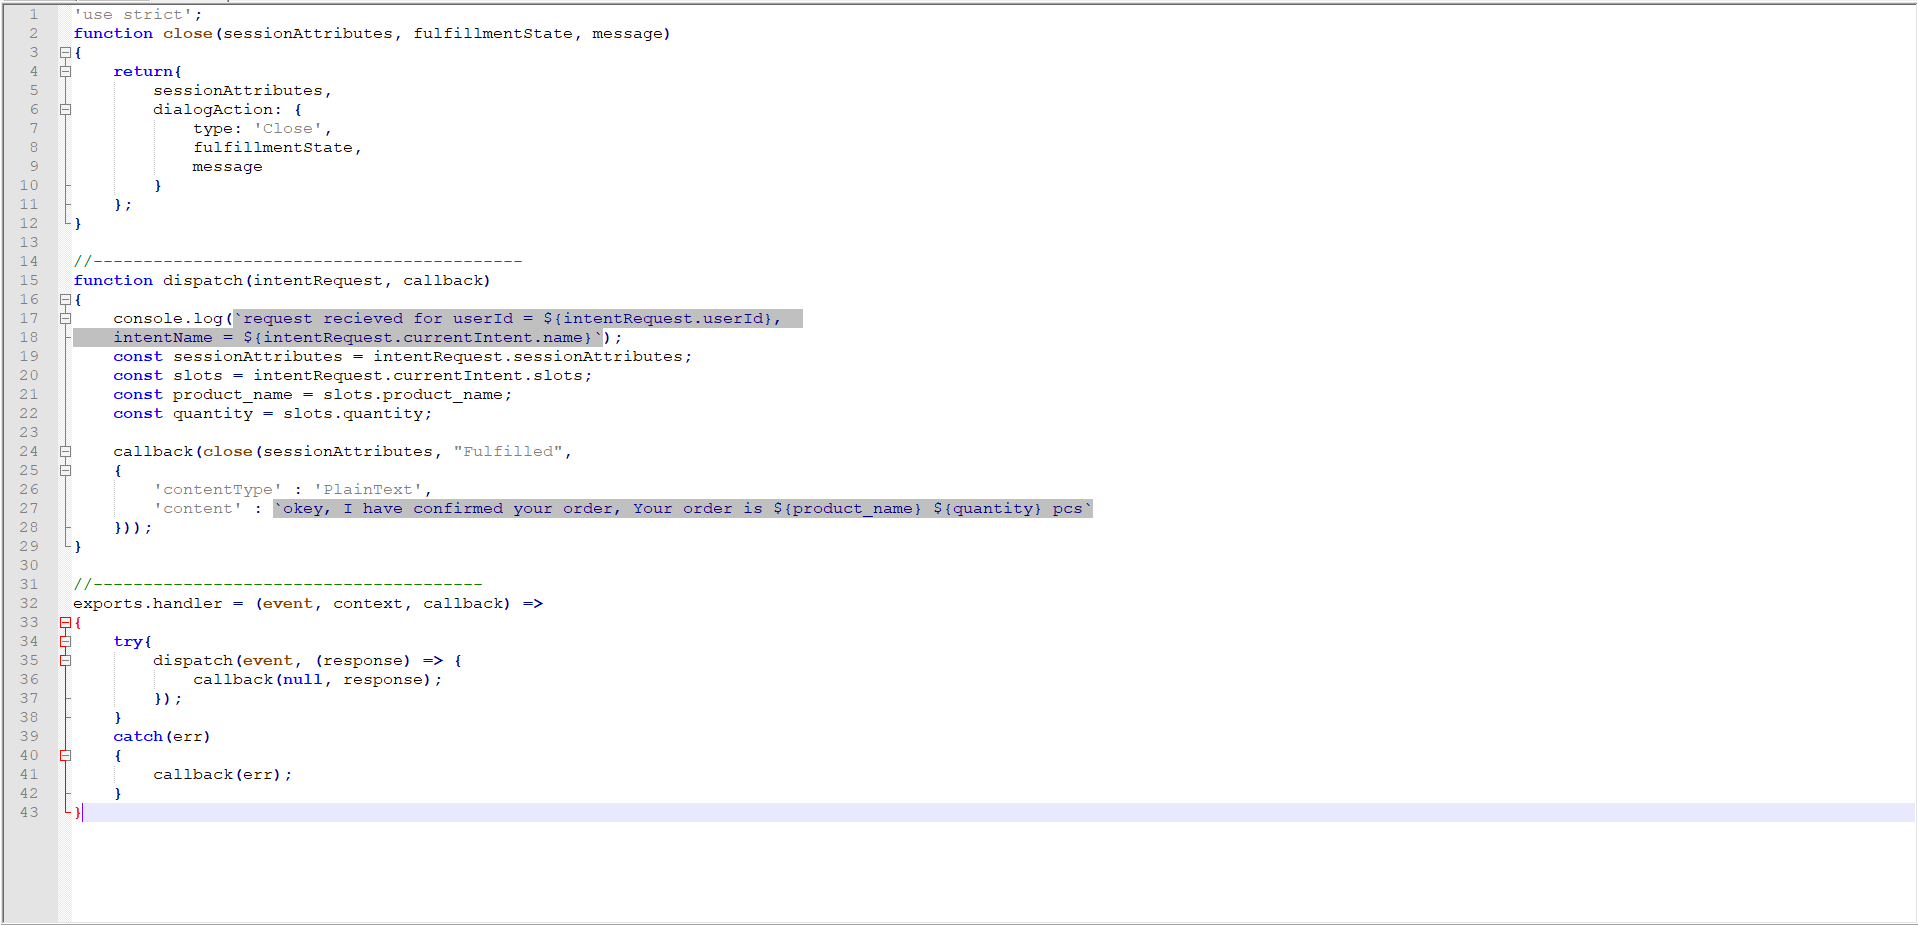 1 'use strict';
2 function close(sessionAttributes, fulfillmentState, message)
3 {
4 return{
5 sessionAttributes,
6 dialogAction: {
7 type: 'Close',
8 fulfillmentState,
9 message
10 }
11 };
12 }
13
14 //-------------------------------------------
15 function dispatch(intentRequest, callback)
16 {
17 console.log(`request recieved for userId = ${intentRequest.userId},
18 intentName = ${intentRequest.currentIntent.name}`);
19 const sessionAttributes = intentRequest.sessionAttributes;
20 const slots = intentRequest.currentIntent.slots;
21 const product_name = slots.product_name;
22 const quantity = slots.quantity;
23
24 callback(close(sessionAttributes, "Fulfilled",
25 {
26 'contentType' : 'PlainText',
27 'content' : `okey, I have confirmed your order, Your order is ${product_name} ${quantity} pcs`
28 }));
29 }
30
31 //---------------------------------------
32 exports.handler = (event, context, callback) =>
33 {
34 try{
35 dispatch(event, (response) => {
36 callback(null, response);
37 });
38 }
39 catch(err)
40 {
41 callback(err);
42 }
43 }